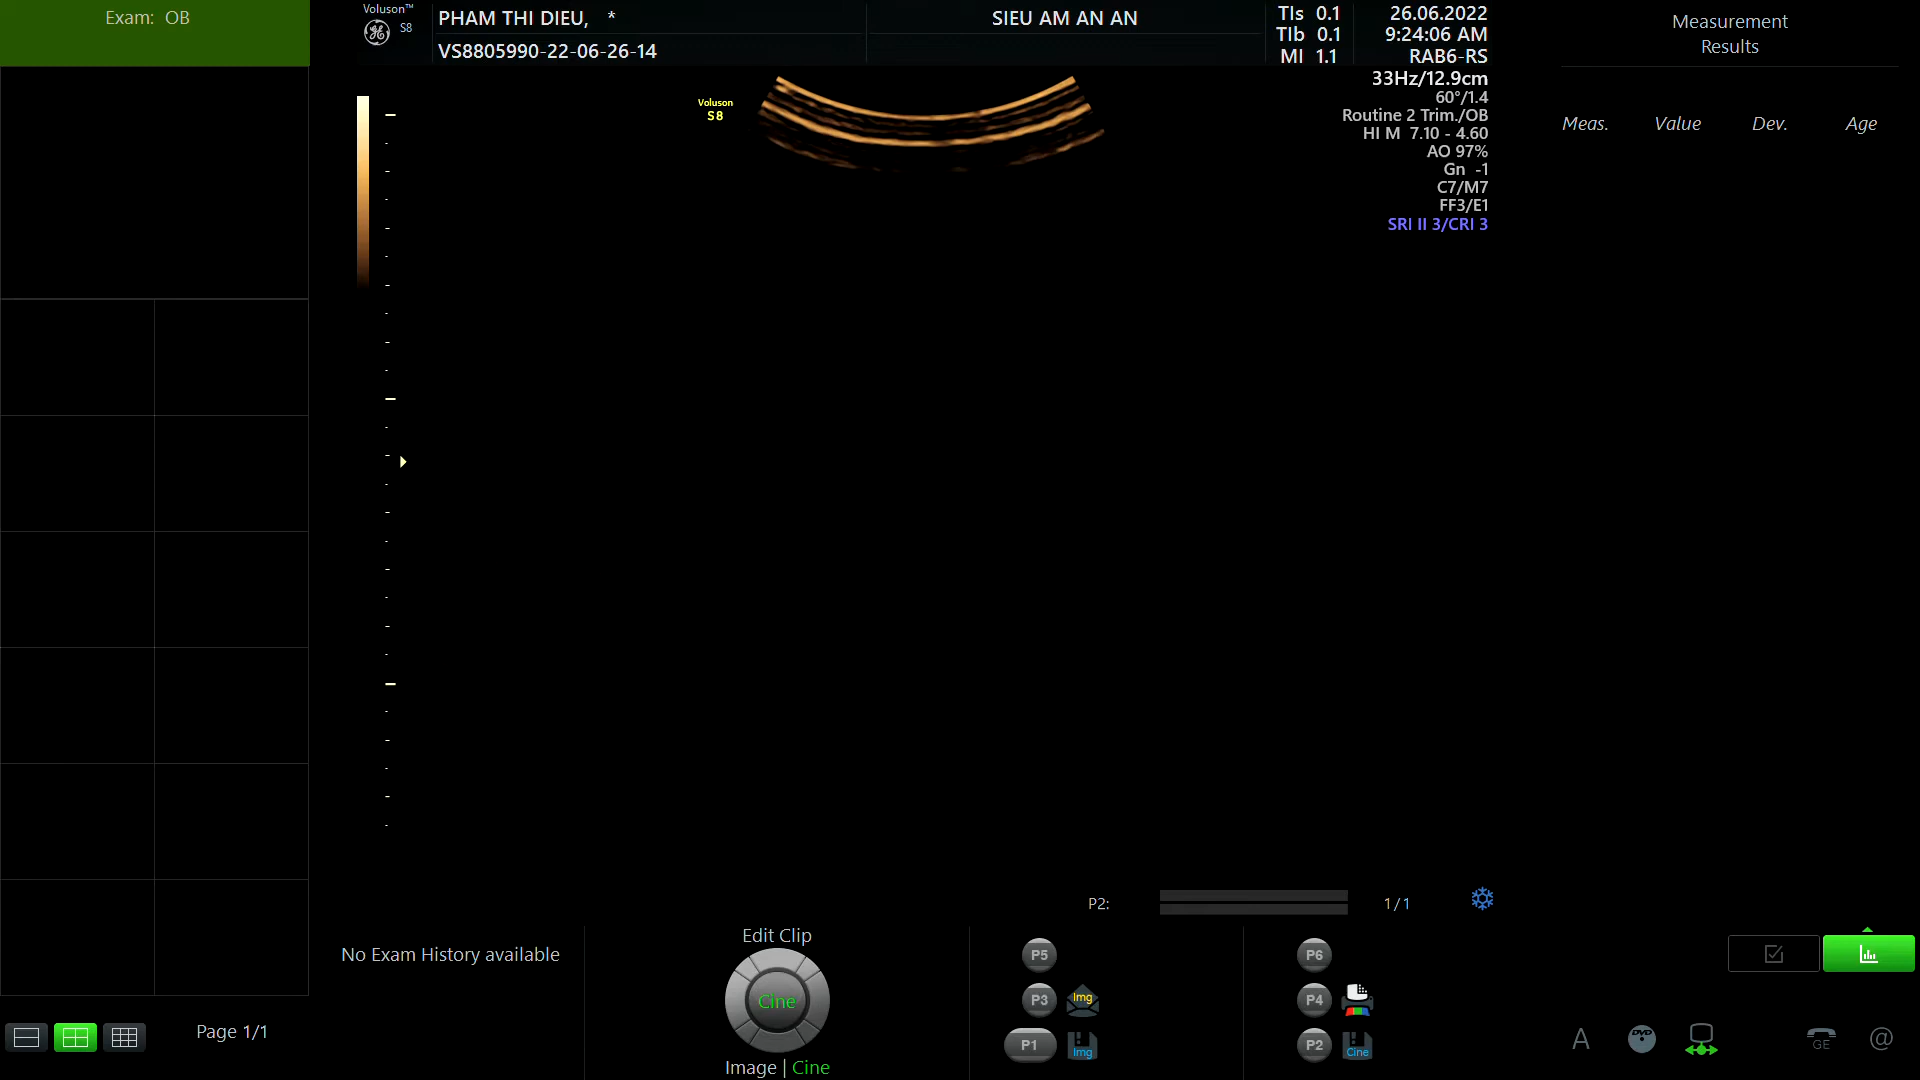 Exam: OB
Voluson™
S8
PHAM THI DIEU, *
VS8805990-22-06-26-14
SIEU AM AN AN
TIs 0.1
TIb 0.1
MI 1.1
26.06.2022
9:24:06 AM
RAB6-RS
Measurement
Results
Meas. Value Dev. Age
Voluson
S8
33Hz/12.9cm
60°/1.4
Routine 2 Trim./OB
HI M 7.10 - 4.60
AO 97%
Gn -1
C7/M7
FF3/E1
SRI II 3/CRI 3
P2: 1/1
No Exam History available
Edit Clip
Cine
Image | Cine
P5
P3 Img
P1 Img
P6
P4
P2 Cine
Page 1/1
A DVD GE @